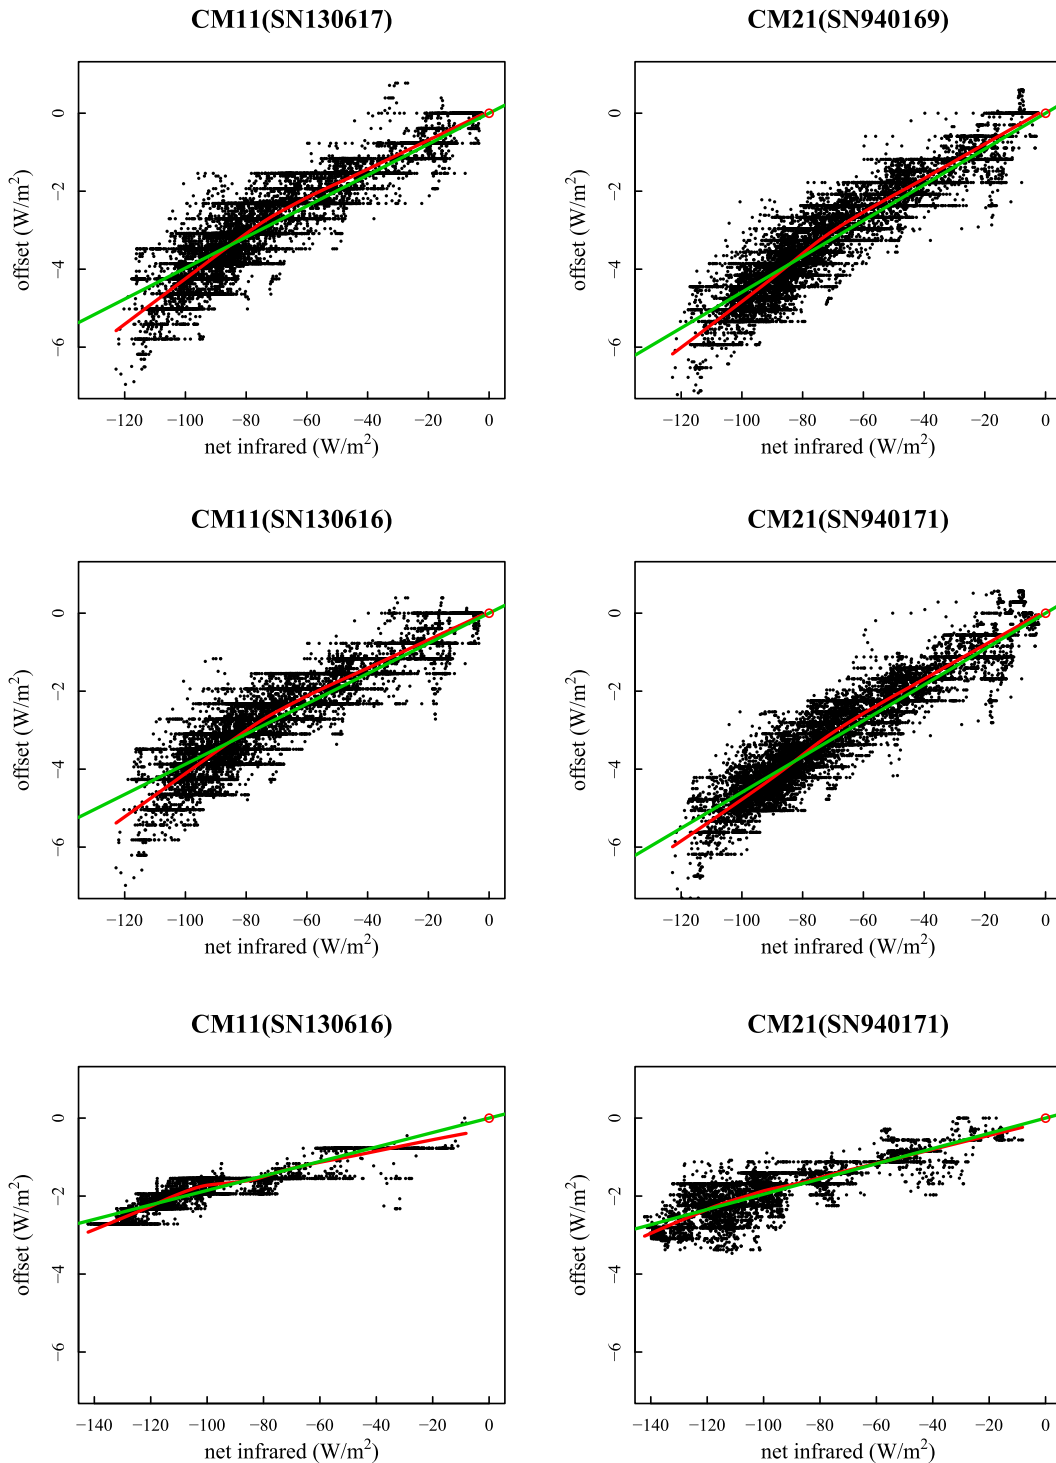 CM11(SN130617)
offset (W/m²)
0
−2
−4
−6
−120 −100 −80 −60 −40 −20 0
net infrared (W/m²)
CM21(SN940169)
offset (W/m²)
0
−2
−4
−6
−120 −100 −80 −60 −40 −20 0
net infrared (W/m²)
CM11(SN130616)
offset (W/m²)
0
−2
−4
−6
−120 −100 −80 −60 −40 −20 0
net infrared (W/m²)
CM21(SN940171)
offset (W/m²)
0
−2
−4
−6
−120 −100 −80 −60 −40 −20 0
net infrared (W/m²)
CM11(SN130616)
offset (W/m²)
0
−2
−4
−6
−140 −120 −100 −80 −60 −40 −20 0
net infrared (W/m²)
CM21(SN940171)
offset (W/m²)
0
−2
−4
−6
−140 −120 −100 −80 −60 −40 −20 0
net infrared (W/m²)